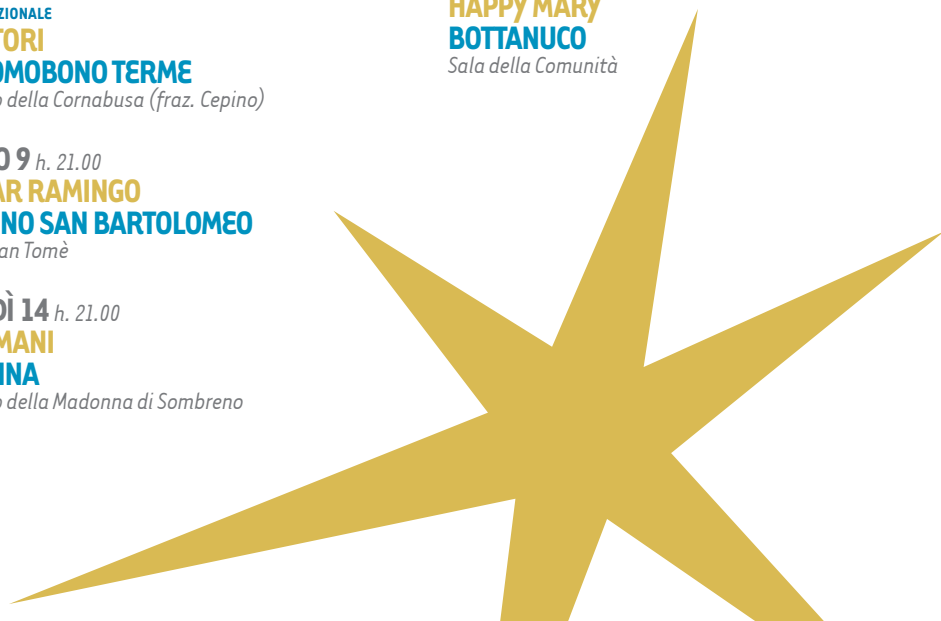 ZIONALE
TORI
OMOBONO TERME
o della Cornabusa (fraz. Cepino)
O 9 h. 21.00
AR RAMINGO
NO SAN BARTOLOMEO
an Tomè
DÌ 14 h. 21.00
MANI
INA
o della Madonna di Sombreno
HAPPY MARY
BOTTANUCO
Sala della Comunità